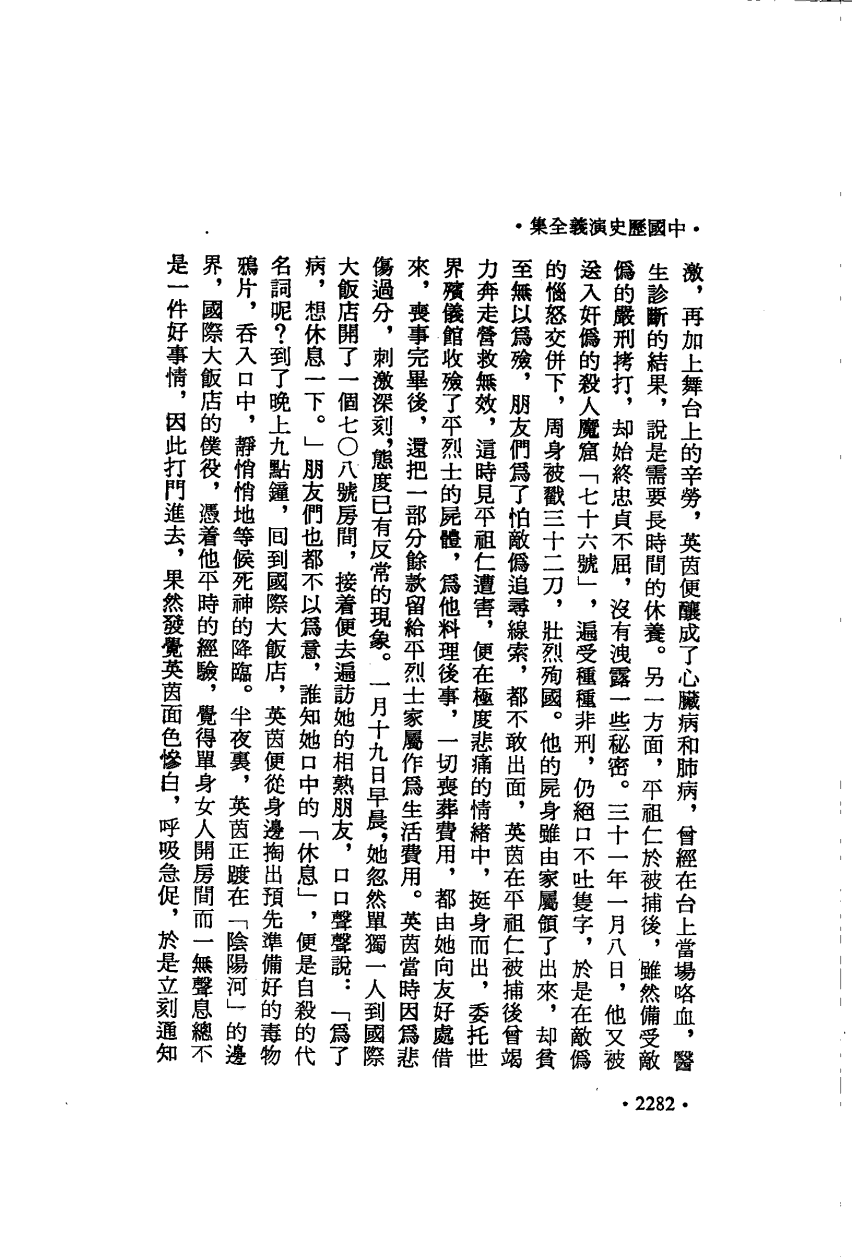 •中國歷史演義全集•
激，再加上舞台上的辛勞，英茵便釀成了心臟病和肺病，曾經在台上當場咯血，醫
生診斷的結果，說是需要長時間的休養。另一方面，平祖仁於被捕後，雖然備受敵
僞的嚴刑拷打，却始終忠貞不屈，沒有洩露一些秘密。三十一年一月八日，他又被
送入奸僞的殺人魔窟「七十六號」，遍受種種非刑，仍絕口不吐隻字，於是在敵僞
的惱怒交併下，周身被戳三十二刀，壯烈殉國。他的屍身雖由家屬領了出來，却貧
至無以爲殮，朋友們爲了怕敵僞追尋線索，都不敢出面，英茵在平祖仁被捕後曾竭
力奔走營救無效，這時見平祖仁遭害，便在極度悲痛的情緒中，挺身而出，委托世
界殯儀館收殮了平烈士的屍體，爲他料理後事，一切喪葬費用，都由她向友好處借
來，喪事完畢後，還把一部分餘款留給平烈士家屬作爲生活費用。英茵當時因爲悲
傷過分，刺激深刻，態度已有反常的現象。一月十九日早晨，她忽然單獨一人到國際
大飯店開了一個七〇八號房間，接着便去遍訪她的相熟朋友，口口聲聲說：「爲了
病，想休息一下。」朋友們也都不以爲意，誰知她口中的「休息」，便是自殺的代
名詞呢？到了晚上九點鐘，囘到國際大飯店，英茵便從身邊掏出預先準備好的毒物
鴉片，吞入口中，靜悄悄地等候死神的降臨。半夜裏，英茵正踱在「陰陽河」的邊
界，國際大飯店的僕役，憑着他平時的經驗，覺得單身女人開房間而一無聲息總不
是一件好事情，因此打門進去，果然發覺英茵面色慘白，呼吸急促，於是立刻通知
•2282•